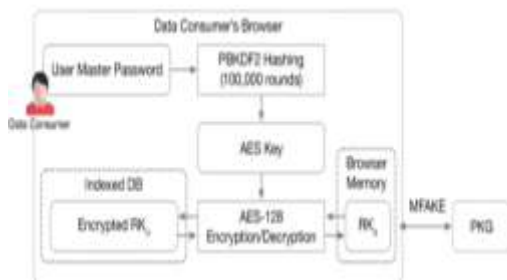 Data Consumer's Browser
User Master Password
PBKDF2 Hashing
(100,000 rounds)
Data Consumer
AES Key
Browser
Memory
Indexed DB
Encrypted RK
AES-128
Encryption/Decryption
RK
MFAKE
PKG